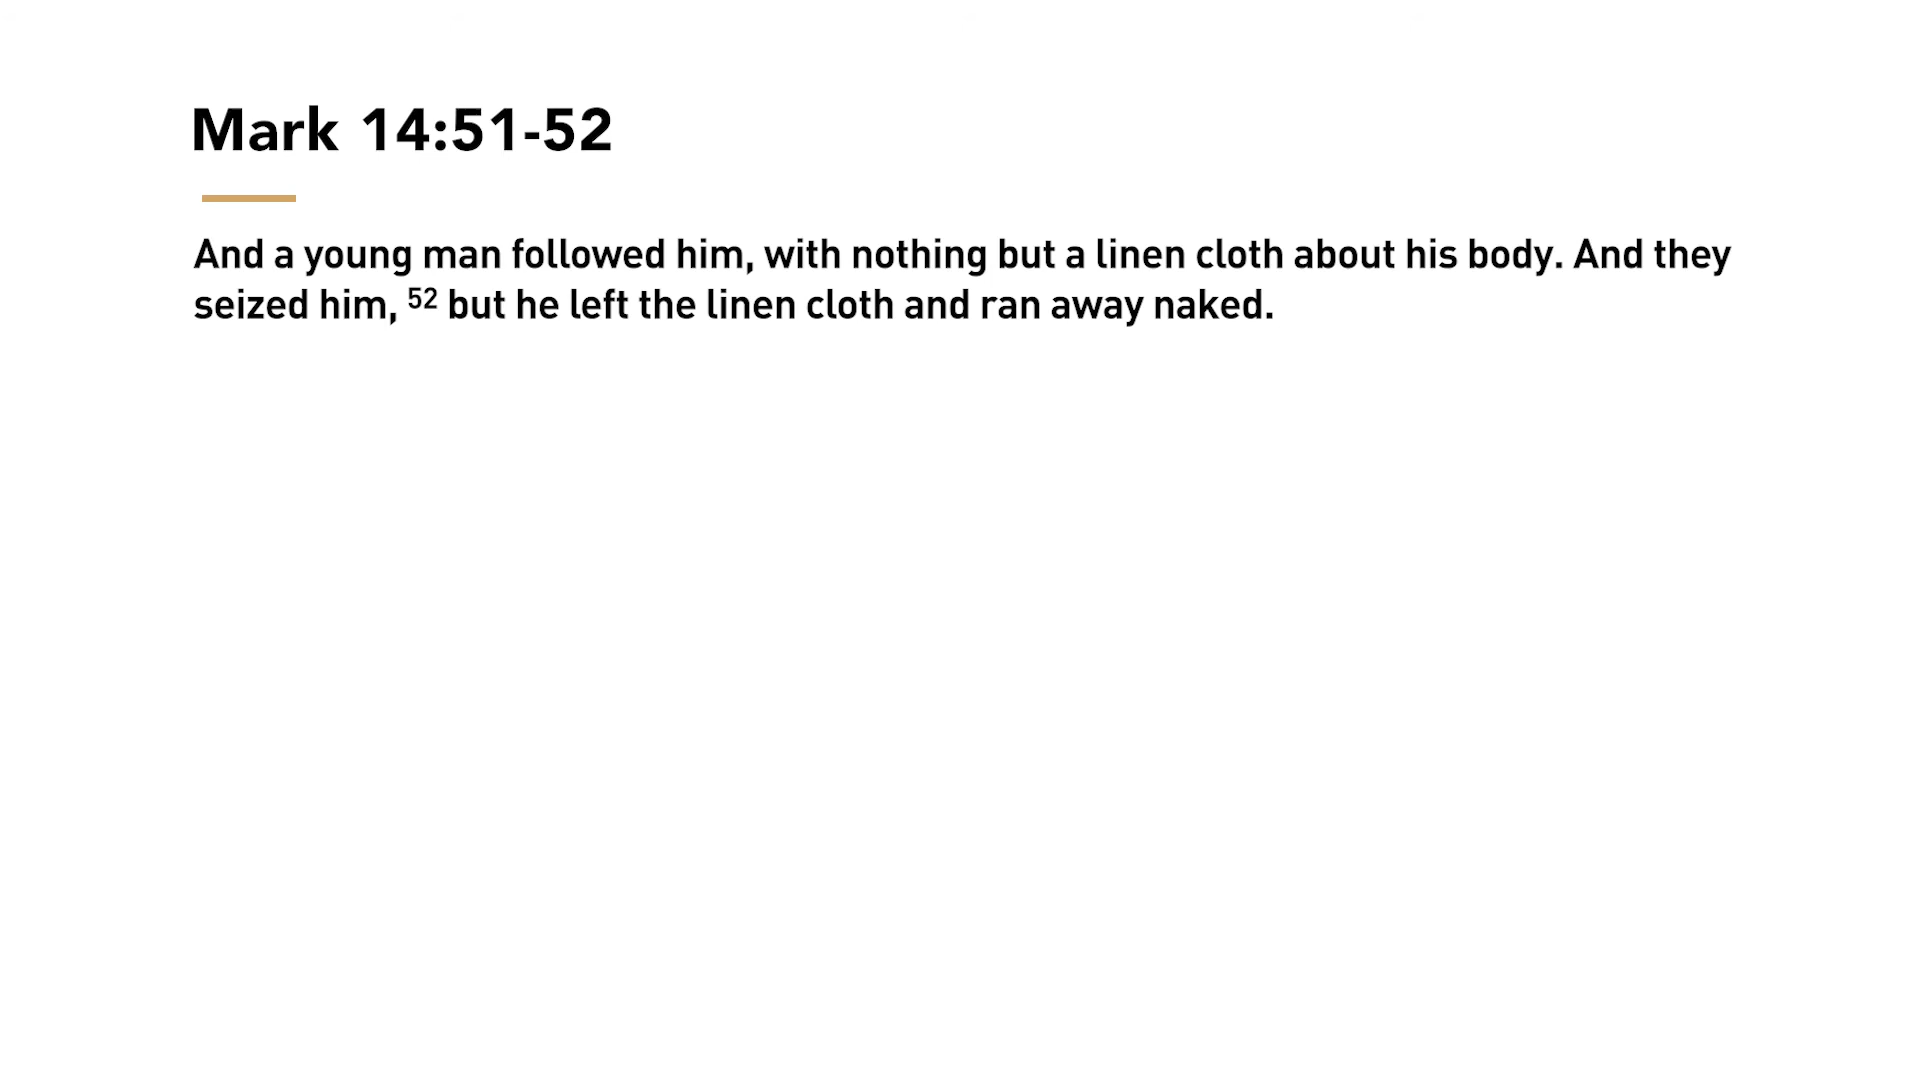 Mark 14:51-52
And a young man followed him, with nothing but a linen cloth about his body. And they
seized him, 52 but he left the linen cloth and ran away naked.